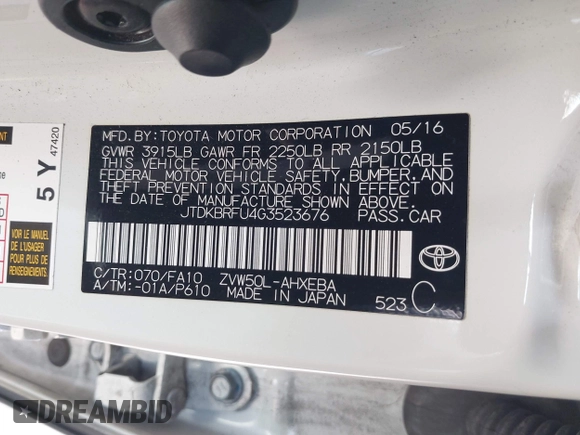 MFD.BY:TOYOTA MOTOR CORPORATION 05/16
GVWR 3915LB GAWR FR 2250LB RR 2150LB
THIS VEHICLE CONFORMS TO ALL APPLICABLE
FEDERAL MOTOR VEHICLE SAFETY,BUMPER,AND
THEFT PREVENTION STANDARDS IN EFFECT ON
THE DATE OF MANUFACTURE SHOWN ABOVE.
JTDKBRFU4G3523676 PASS.CAR
C/TR:070/FA10 ZVW50L-AHXEBA
A/TM:-01A/P610 MADE IN JAPAN
523 C
TOYOTA
5 Y
47420
VOIR LE MANUEL
DE L'USAGER
POUR PLUS DE
DREAMBID